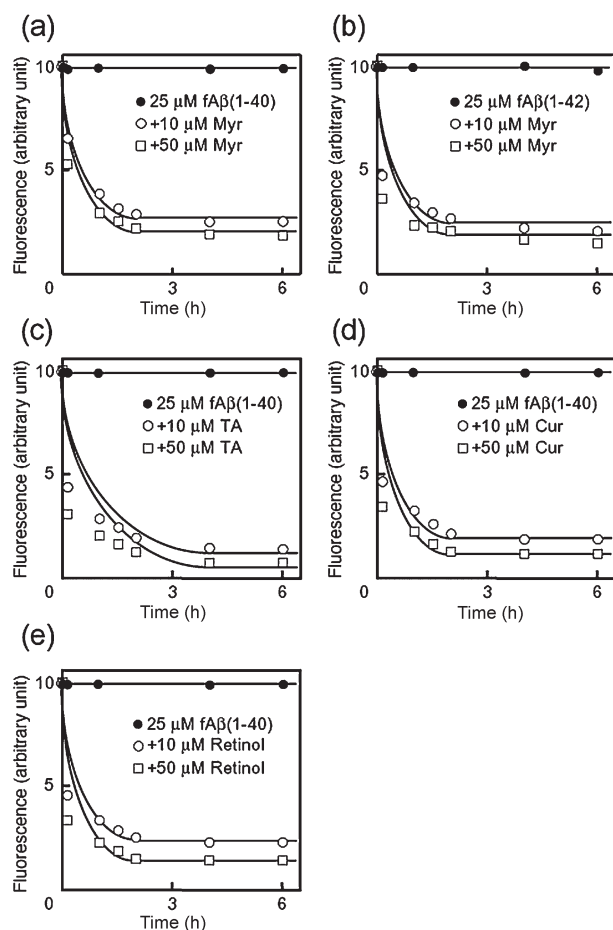 (a)
Fluorescence (arbitrary unit)
10
5
0
3
6
Time (h)
● 25 µM fAβ(1-40)
○ +10 µM Myr
□ +50 µM Myr
(b)
Fluorescence (arbitrary unit)
10
5
0
3
6
Time (h)
● 25 µM fAβ(1-42)
○ +10 µM Myr
□ +50 µM Myr
(c)
Fluorescence (arbitrary unit)
10
5
0
3
6
Time (h)
● 25 µM fAβ(1-40)
○ +10 µM TA
□ +50 µM TA
(d)
Fluorescence (arbitrary unit)
10
5
0
3
6
Time (h)
● 25 µM fAβ(1-40)
○ +10 µM Cur
□ +50 µM Cur
(e)
Fluorescence (arbitrary unit)
10
5
0
3
6
Time (h)
● 25 µM fAβ(1-40)
○ +10 µM Retinol
□ +50 µM Retinol